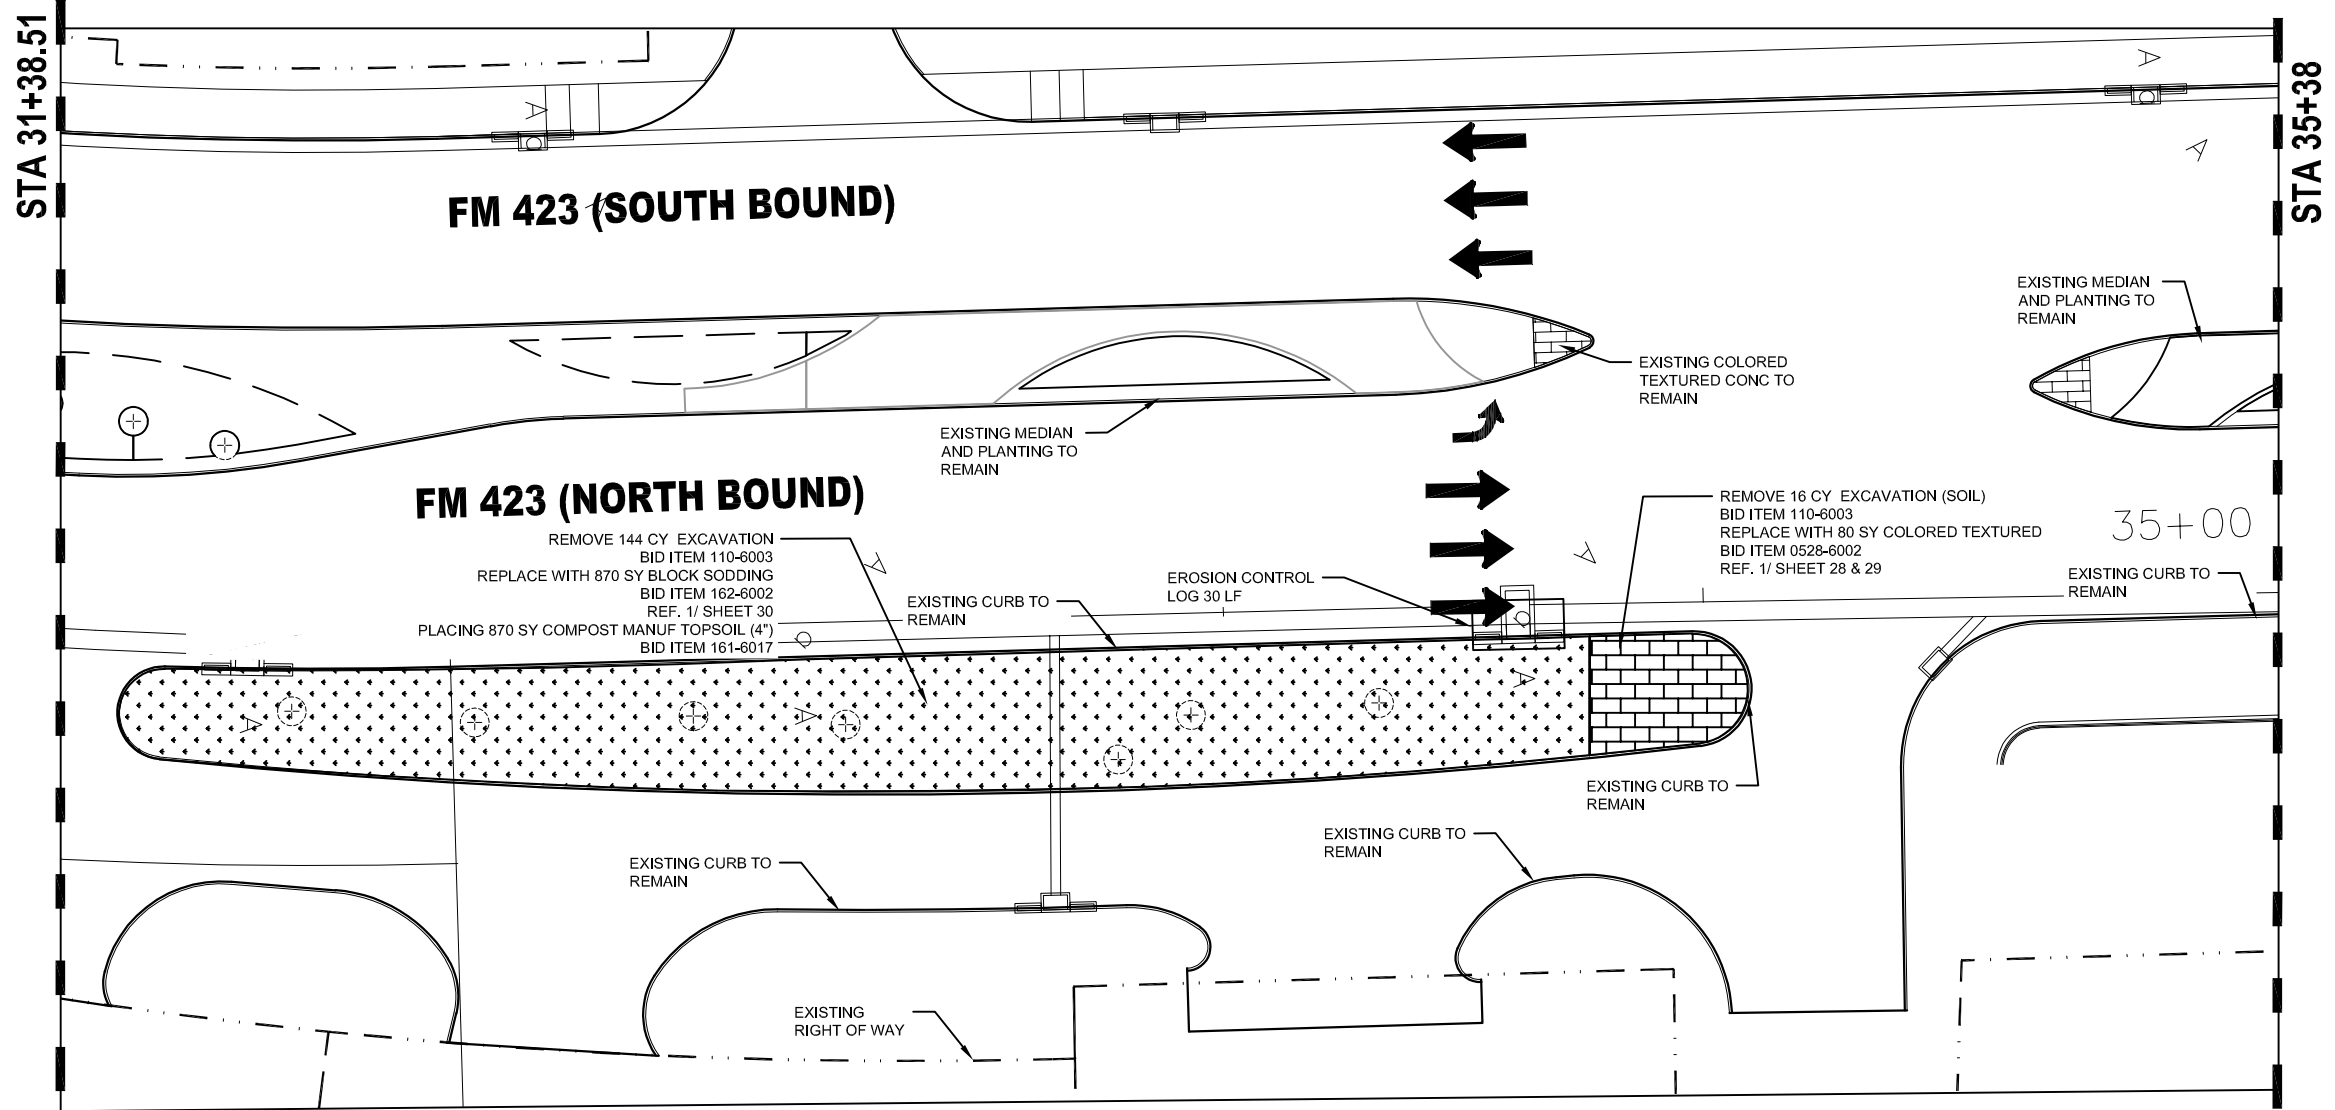 STA 31+38.51
STA 35+38
FM 423 (SOUTH BOUND)
EXISTING MEDIAN
AND PLANTING TO
REMAIN
EXISTING COLORED
TEXTURED CONC TO
REMAIN
EXISTING MEDIAN
AND PLANTING TO
REMAIN
FM 423 (NORTH BOUND)
REMOVE 144 CY EXCAVATION
BID ITEM 110-6003
REPLACE WITH 870 SY BLOCK SODDING
BID ITEM 162-6002
REF. 1/ SHEET 30
PLACING 870 SY COMPOST MANUF TOPSOIL (4")
BID ITEM 161-6017
EXISTING CURB TO
REMAIN
EROSION CONTROL
LOG 30 LF
REMOVE 16 CY EXCAVATION (SOIL)
BID ITEM 110-6003
REPLACE WITH 80 SY COLORED TEXTURED
BID ITEM 0528-6002
REF. 1/ SHEET 28 & 29
35+00
EXISTING CURB TO
REMAIN
EXISTING CURB TO
REMAIN
EXISTING CURB TO
REMAIN
EXISTING CURB TO
REMAIN
EXISTING
RIGHT OF WAY